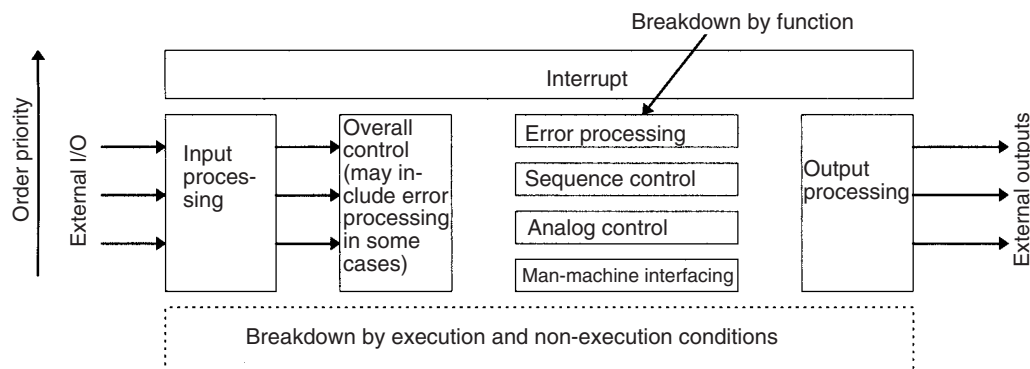 Breakdown by function
Interrupt
Order priority
External I/O
Input
proces-
sing
Overall
control
(may in-
clude error
processing
in some
cases)
Error processing
Sequence control
Analog control
Man-machine interfacing
Output
processing
External outputs
Breakdown by execution and non-execution conditions